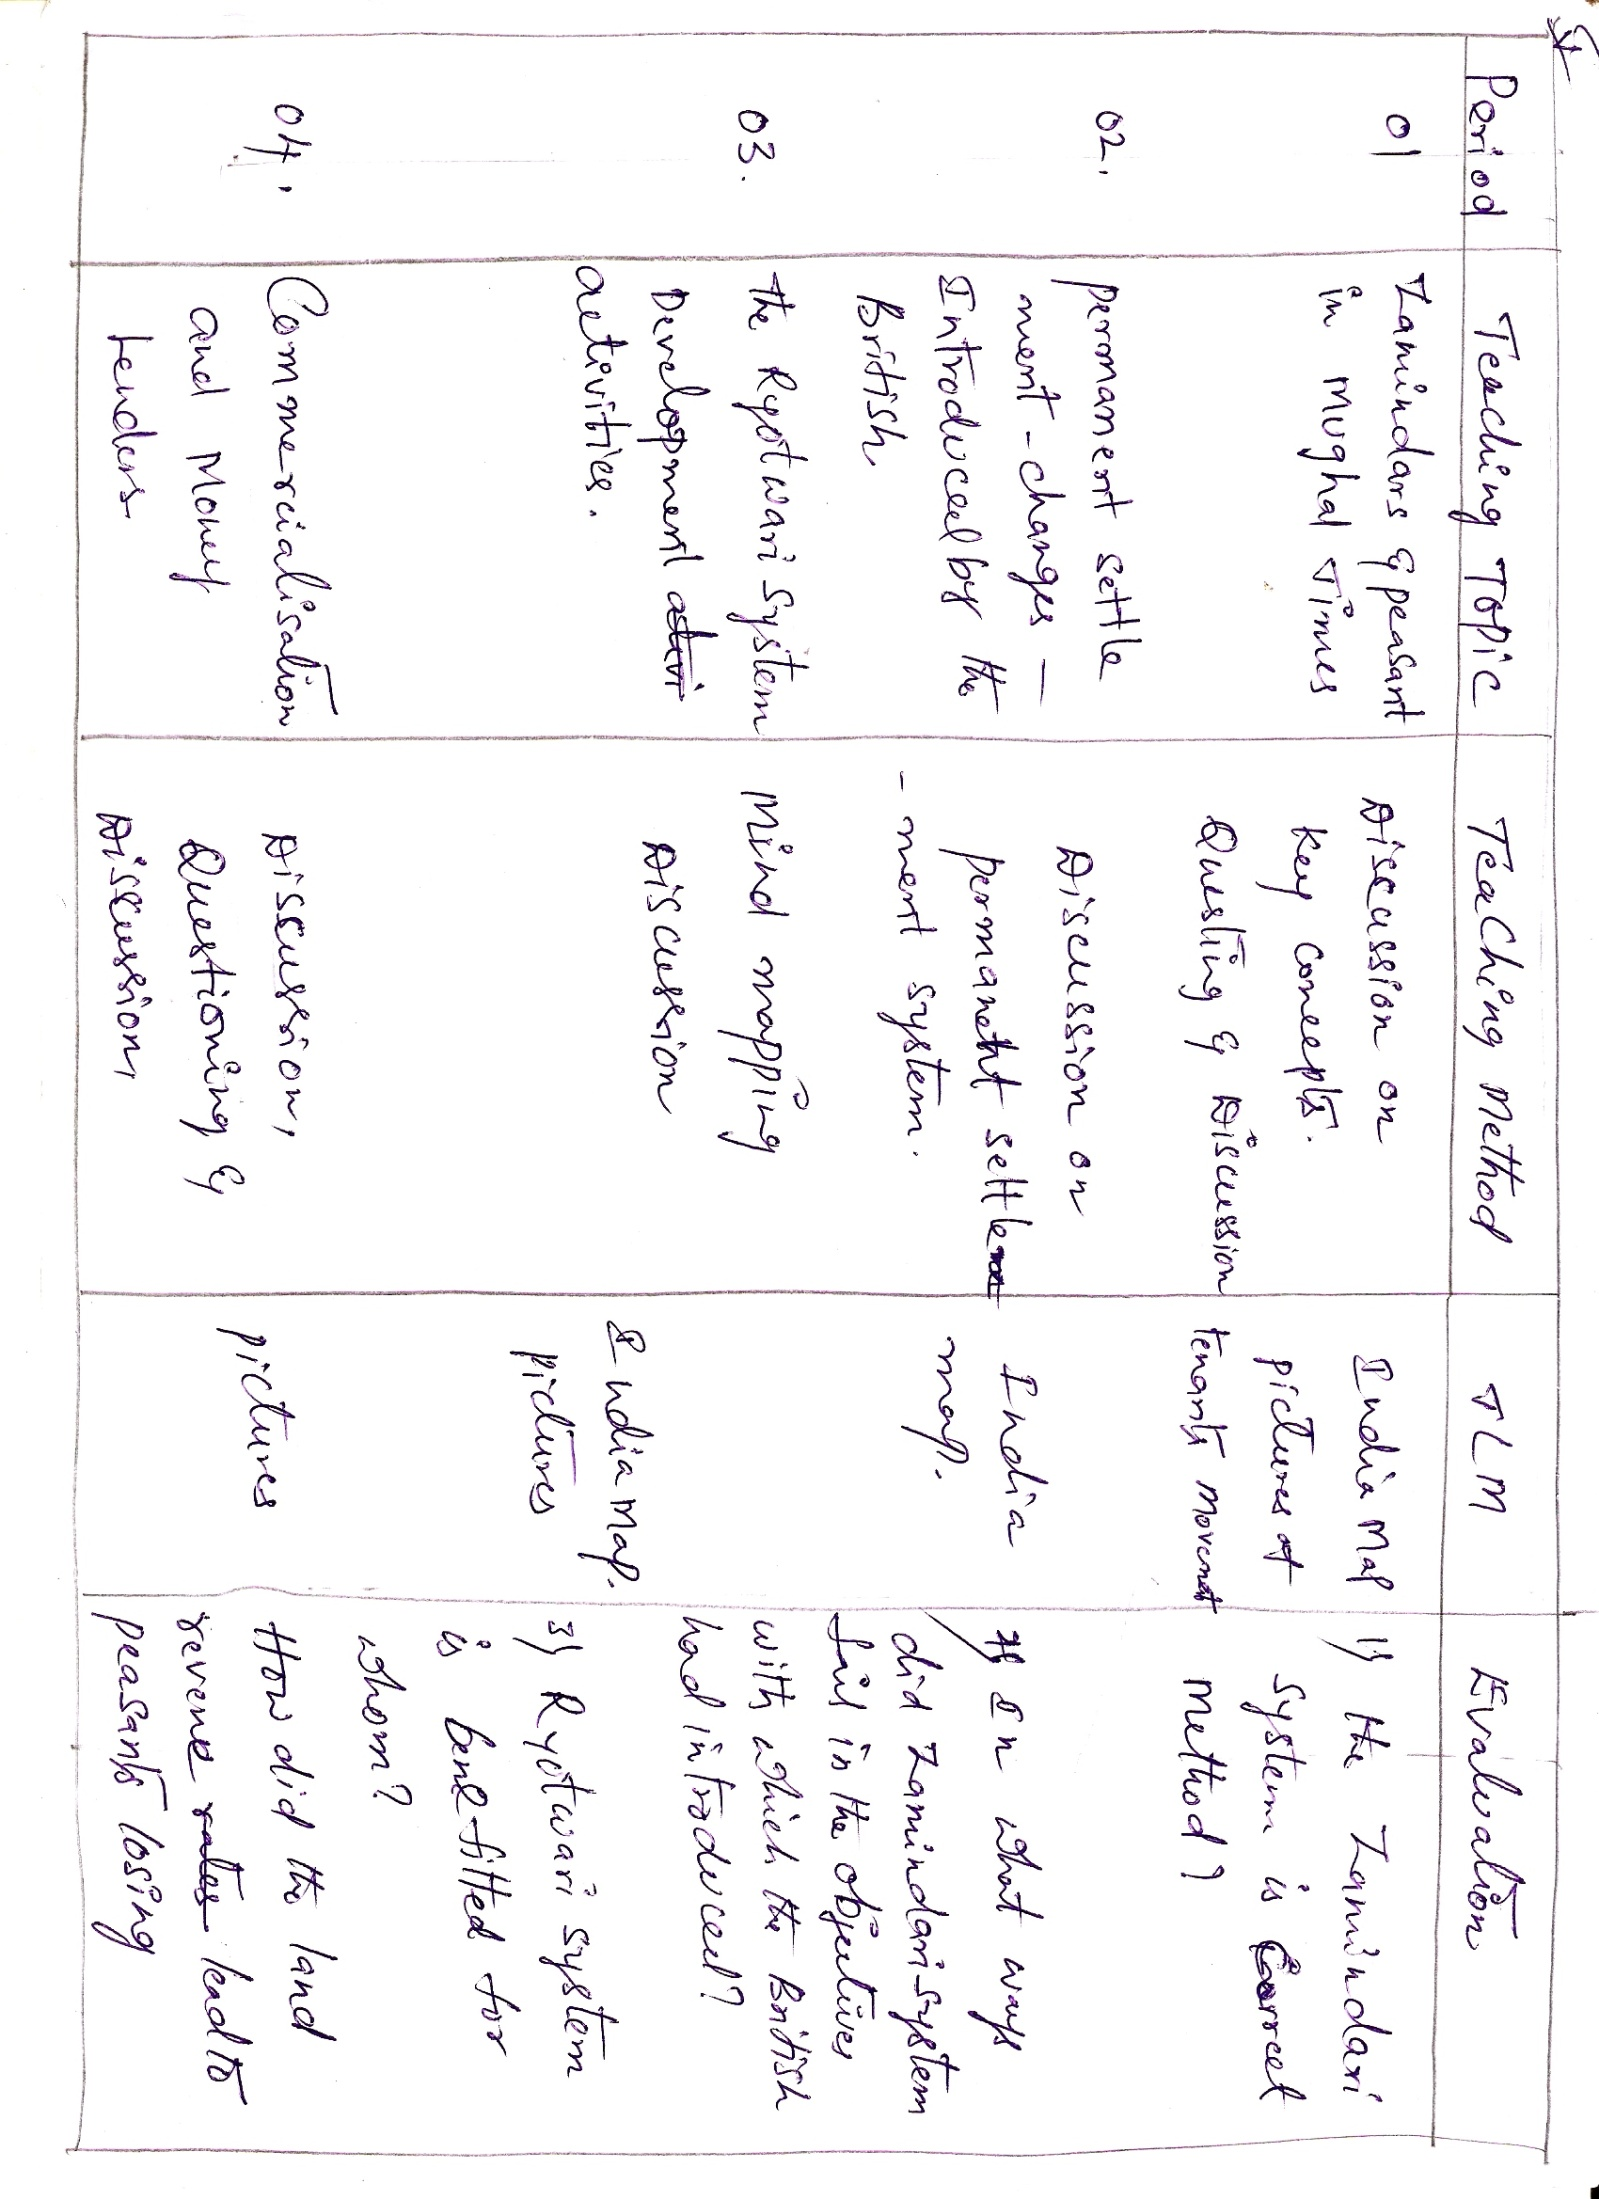 Period Teaching Topic Teaching Method TLM Evaluation
01
Zamindars & peasant
in Mughal Times
Discussion on
key concepts.
Questing & Discussion
India Map
pictures of
tenants movement
1) the Zamindari
system is Correct
Method?
02.
permanent settle
ment - changes -
Introduced by the
British
Discussion on
permanent settle
- ment system.
India
map.
2) In what ways
did Zamindari system
fail in the objectives
with which the British
had introduced?
03.
the Ryotwari system
Development activi
activities.
Mind mapping
Discussion
India Map.
pictures
3) Ryotwari system
is benefitted for
whom?
04.
Commercialisation
and Money
Lenders
Discussion,
Questioning &
Discussion,
pictures
How did the land
revenue rates lead to
peasants losing